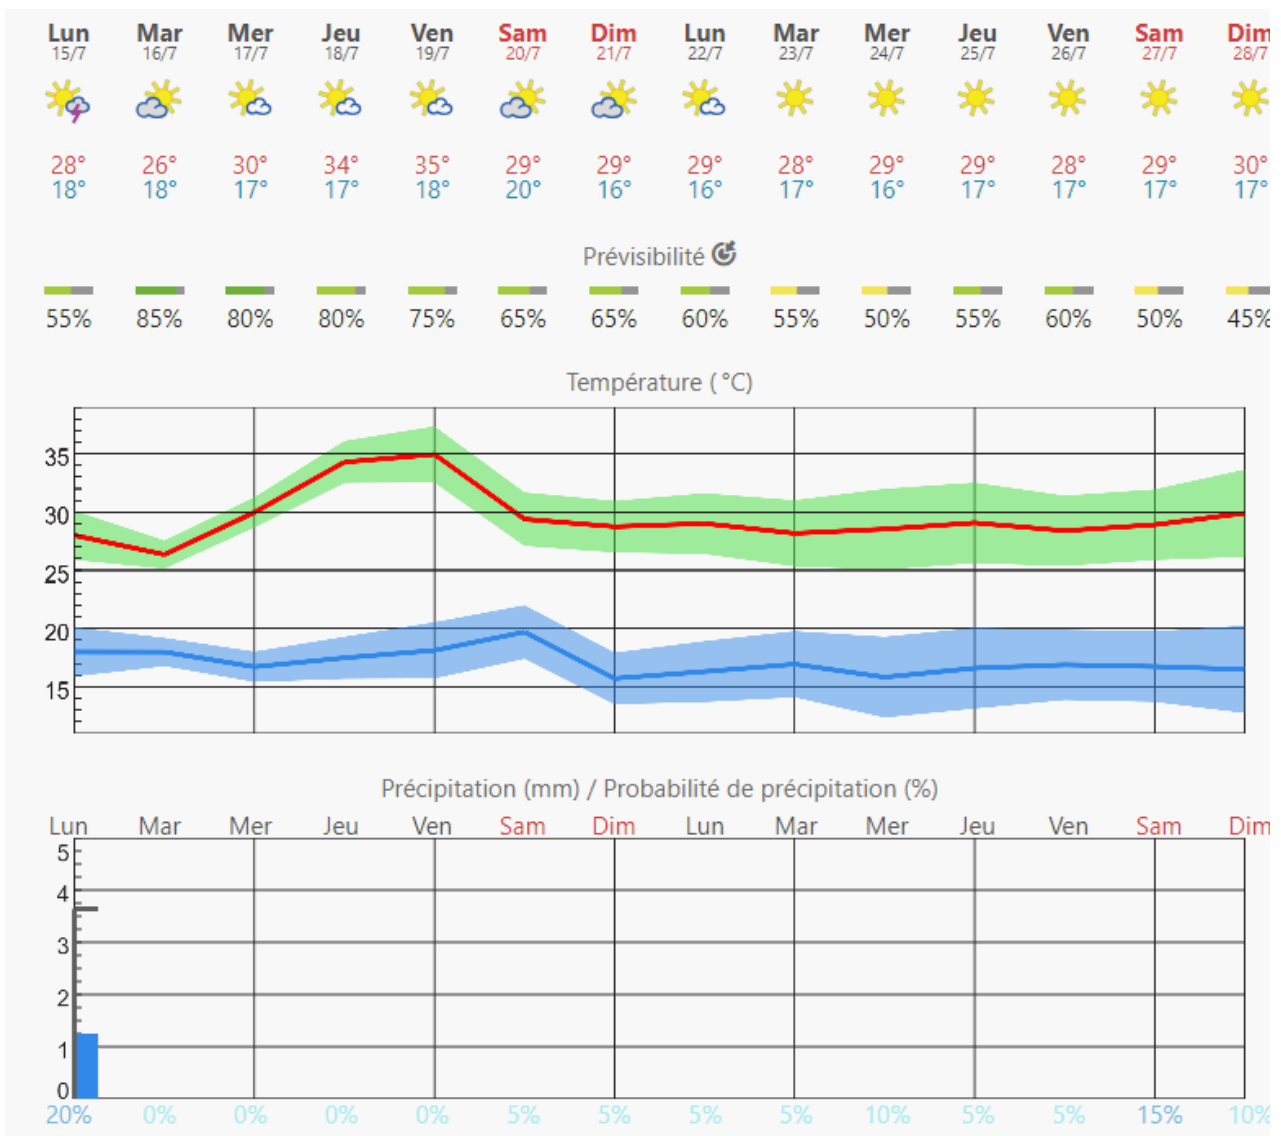 Lun Mar Mer Jeu Ven Sam Dim Lun Mar Mer Jeu Ven Sam Dim
15/7 16/7 17/7 18/7 19/7 20/7 21/7 22/7 23/7 24/7 25/7 26/7 27/7 28/7
28° 26° 30° 34° 35° 29° 29° 29° 28° 29° 29° 28° 29° 30°
18° 18° 17° 17° 18° 20° 16° 16° 17° 16° 17° 17° 17° 17°
Prévisibilité
55% 85% 80% 80% 75% 65% 65% 60% 55% 50% 55% 60% 50% 45%
Température ( °C)
35
30
25
20
15
Précipitation (mm) / Probabilité de précipitation (%)
Lun Mar Mer Jeu Ven Sam Dim Lun Mar Mer Jeu Ven Sam Dim
5
4
3
2
1
0
20% 0% 0% 0% 0% 5% 5% 5% 5% 10% 5% 5% 15% 10%